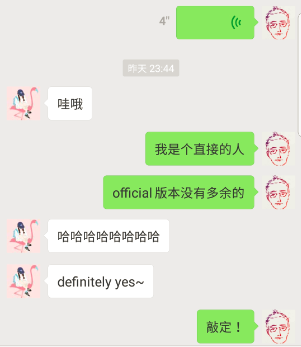 4"
昨天 23:44
哇哦
我是个直接的人
official 版本没有多余的
哈哈哈哈哈哈哈哈
definitely yes~
敲定！